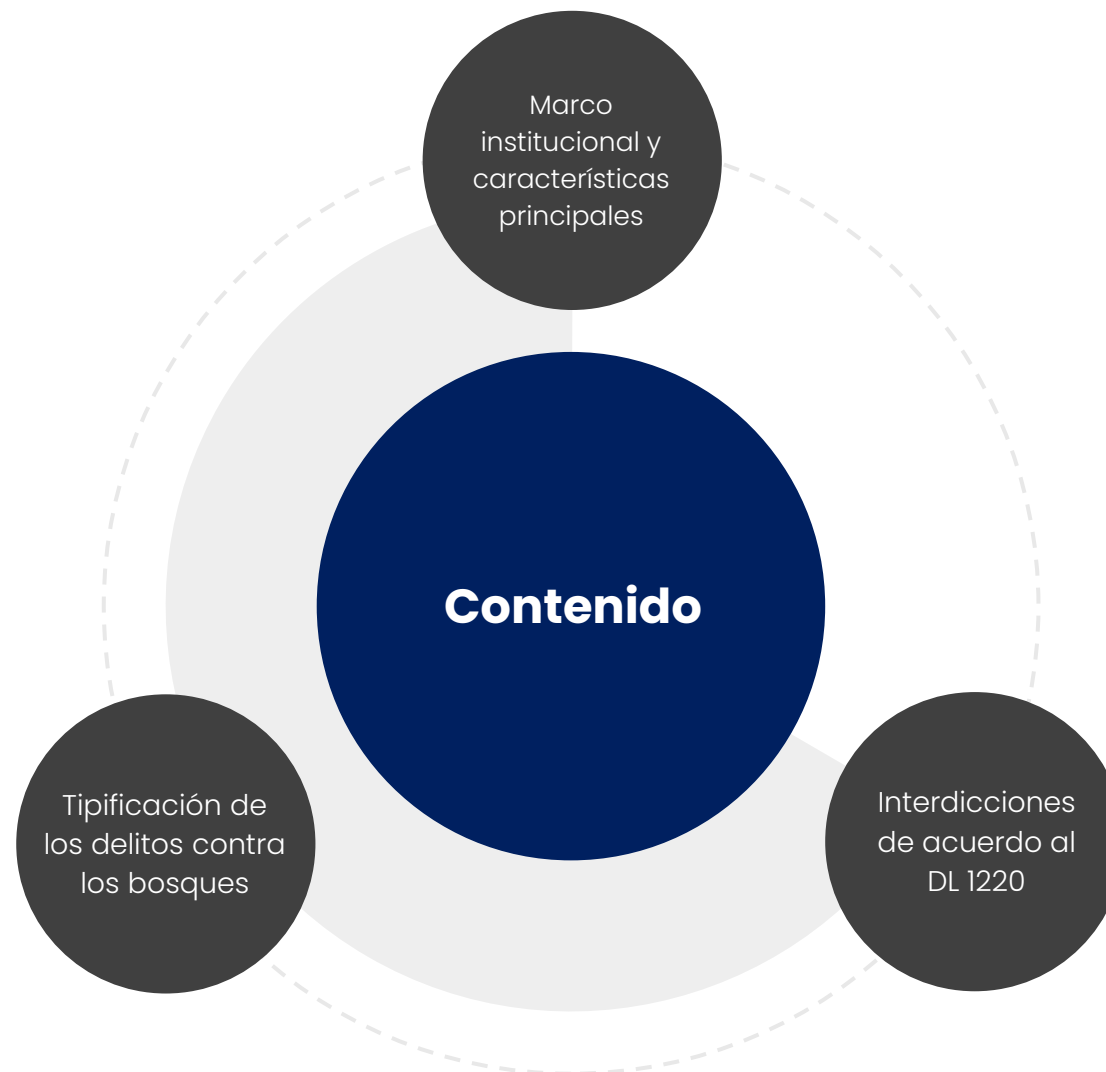 Marco
institucional y
características
principales
Contenido
Tipificación de
los delitos contra
los bosques
Interdicciones
de acuerdo al
DL 1220